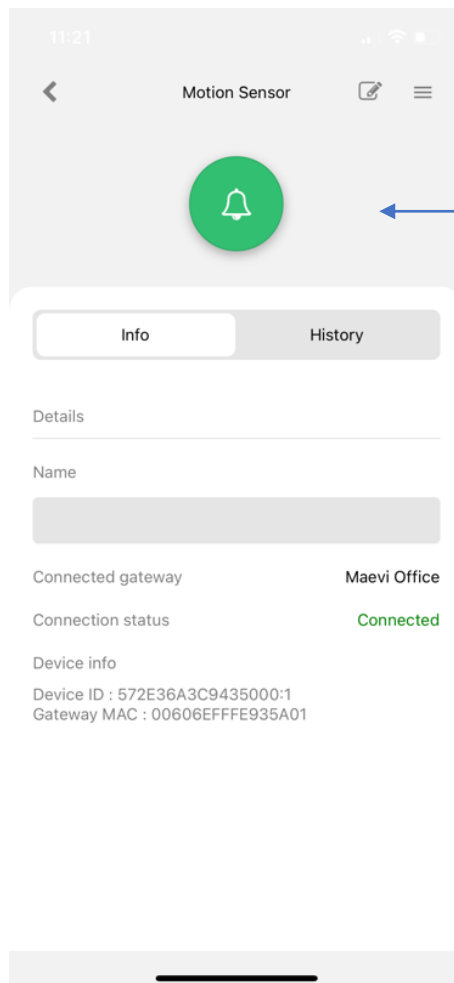 11:21
Motion Sensor
Info History
Details
Name
Connected gateway Maevi Office
Connection status Connected
Device info
Device ID : 572E36A3C9435000:1
Gateway MAC : 00606EFFFE935A01